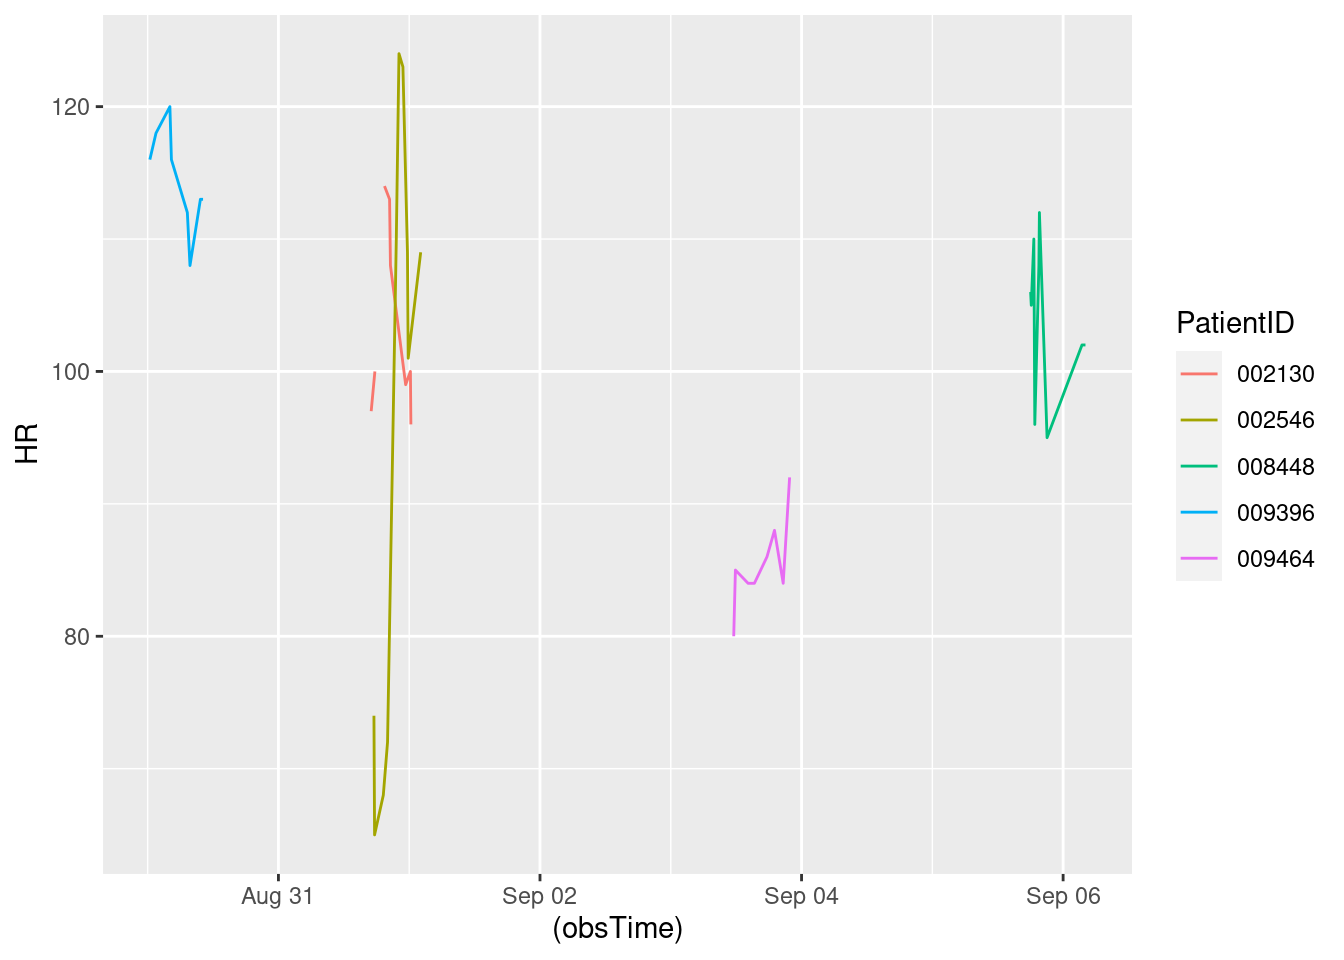 120
100
80
HR
Aug 31
Sep 02
Sep 04
Sep 06
(obsTime)
PatientID
002130
002546
008448
009396
009464